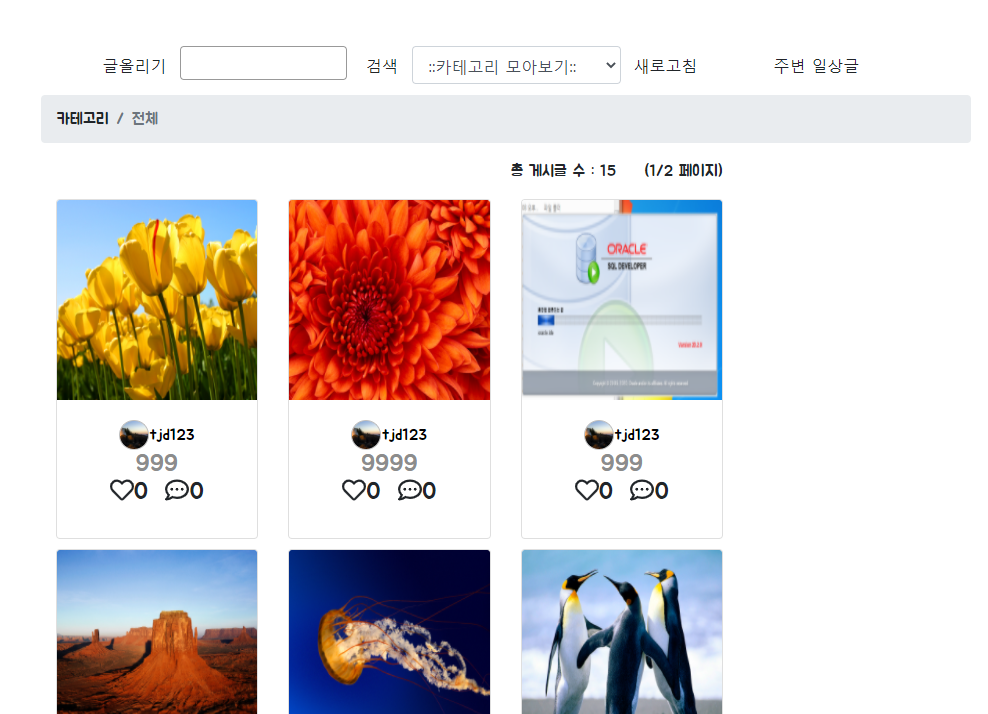 글올리기 검색 ::카테고리 모아보기:: 새로고침 주변 일상글
카테고리 / 전체
총 게시글 수 : 15 (1/2 페이지)
ORACLE
SQL DEVELOPER
tjd123 tjd123 tjd123
999 9999 999
0 0 0 0 0 0